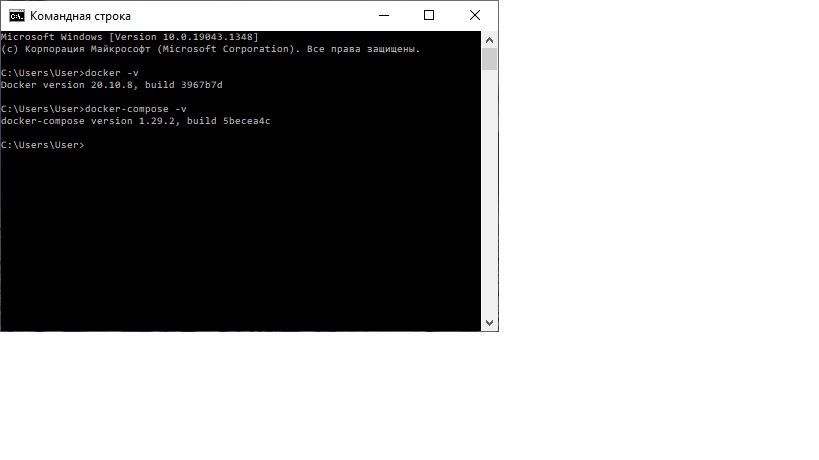 Командная строка
Microsoft Windows [Version 10.0.19043.1348]
(c) Корпорация Майкрософт (Microsoft Corporation). Все права защищены.
C:\Users\User>docker -v
Docker version 20.10.8, build 3967b7d
C:\Users\User>docker-compose -v
docker-compose version 1.29.2, build 5becea4c
C:\Users\User>